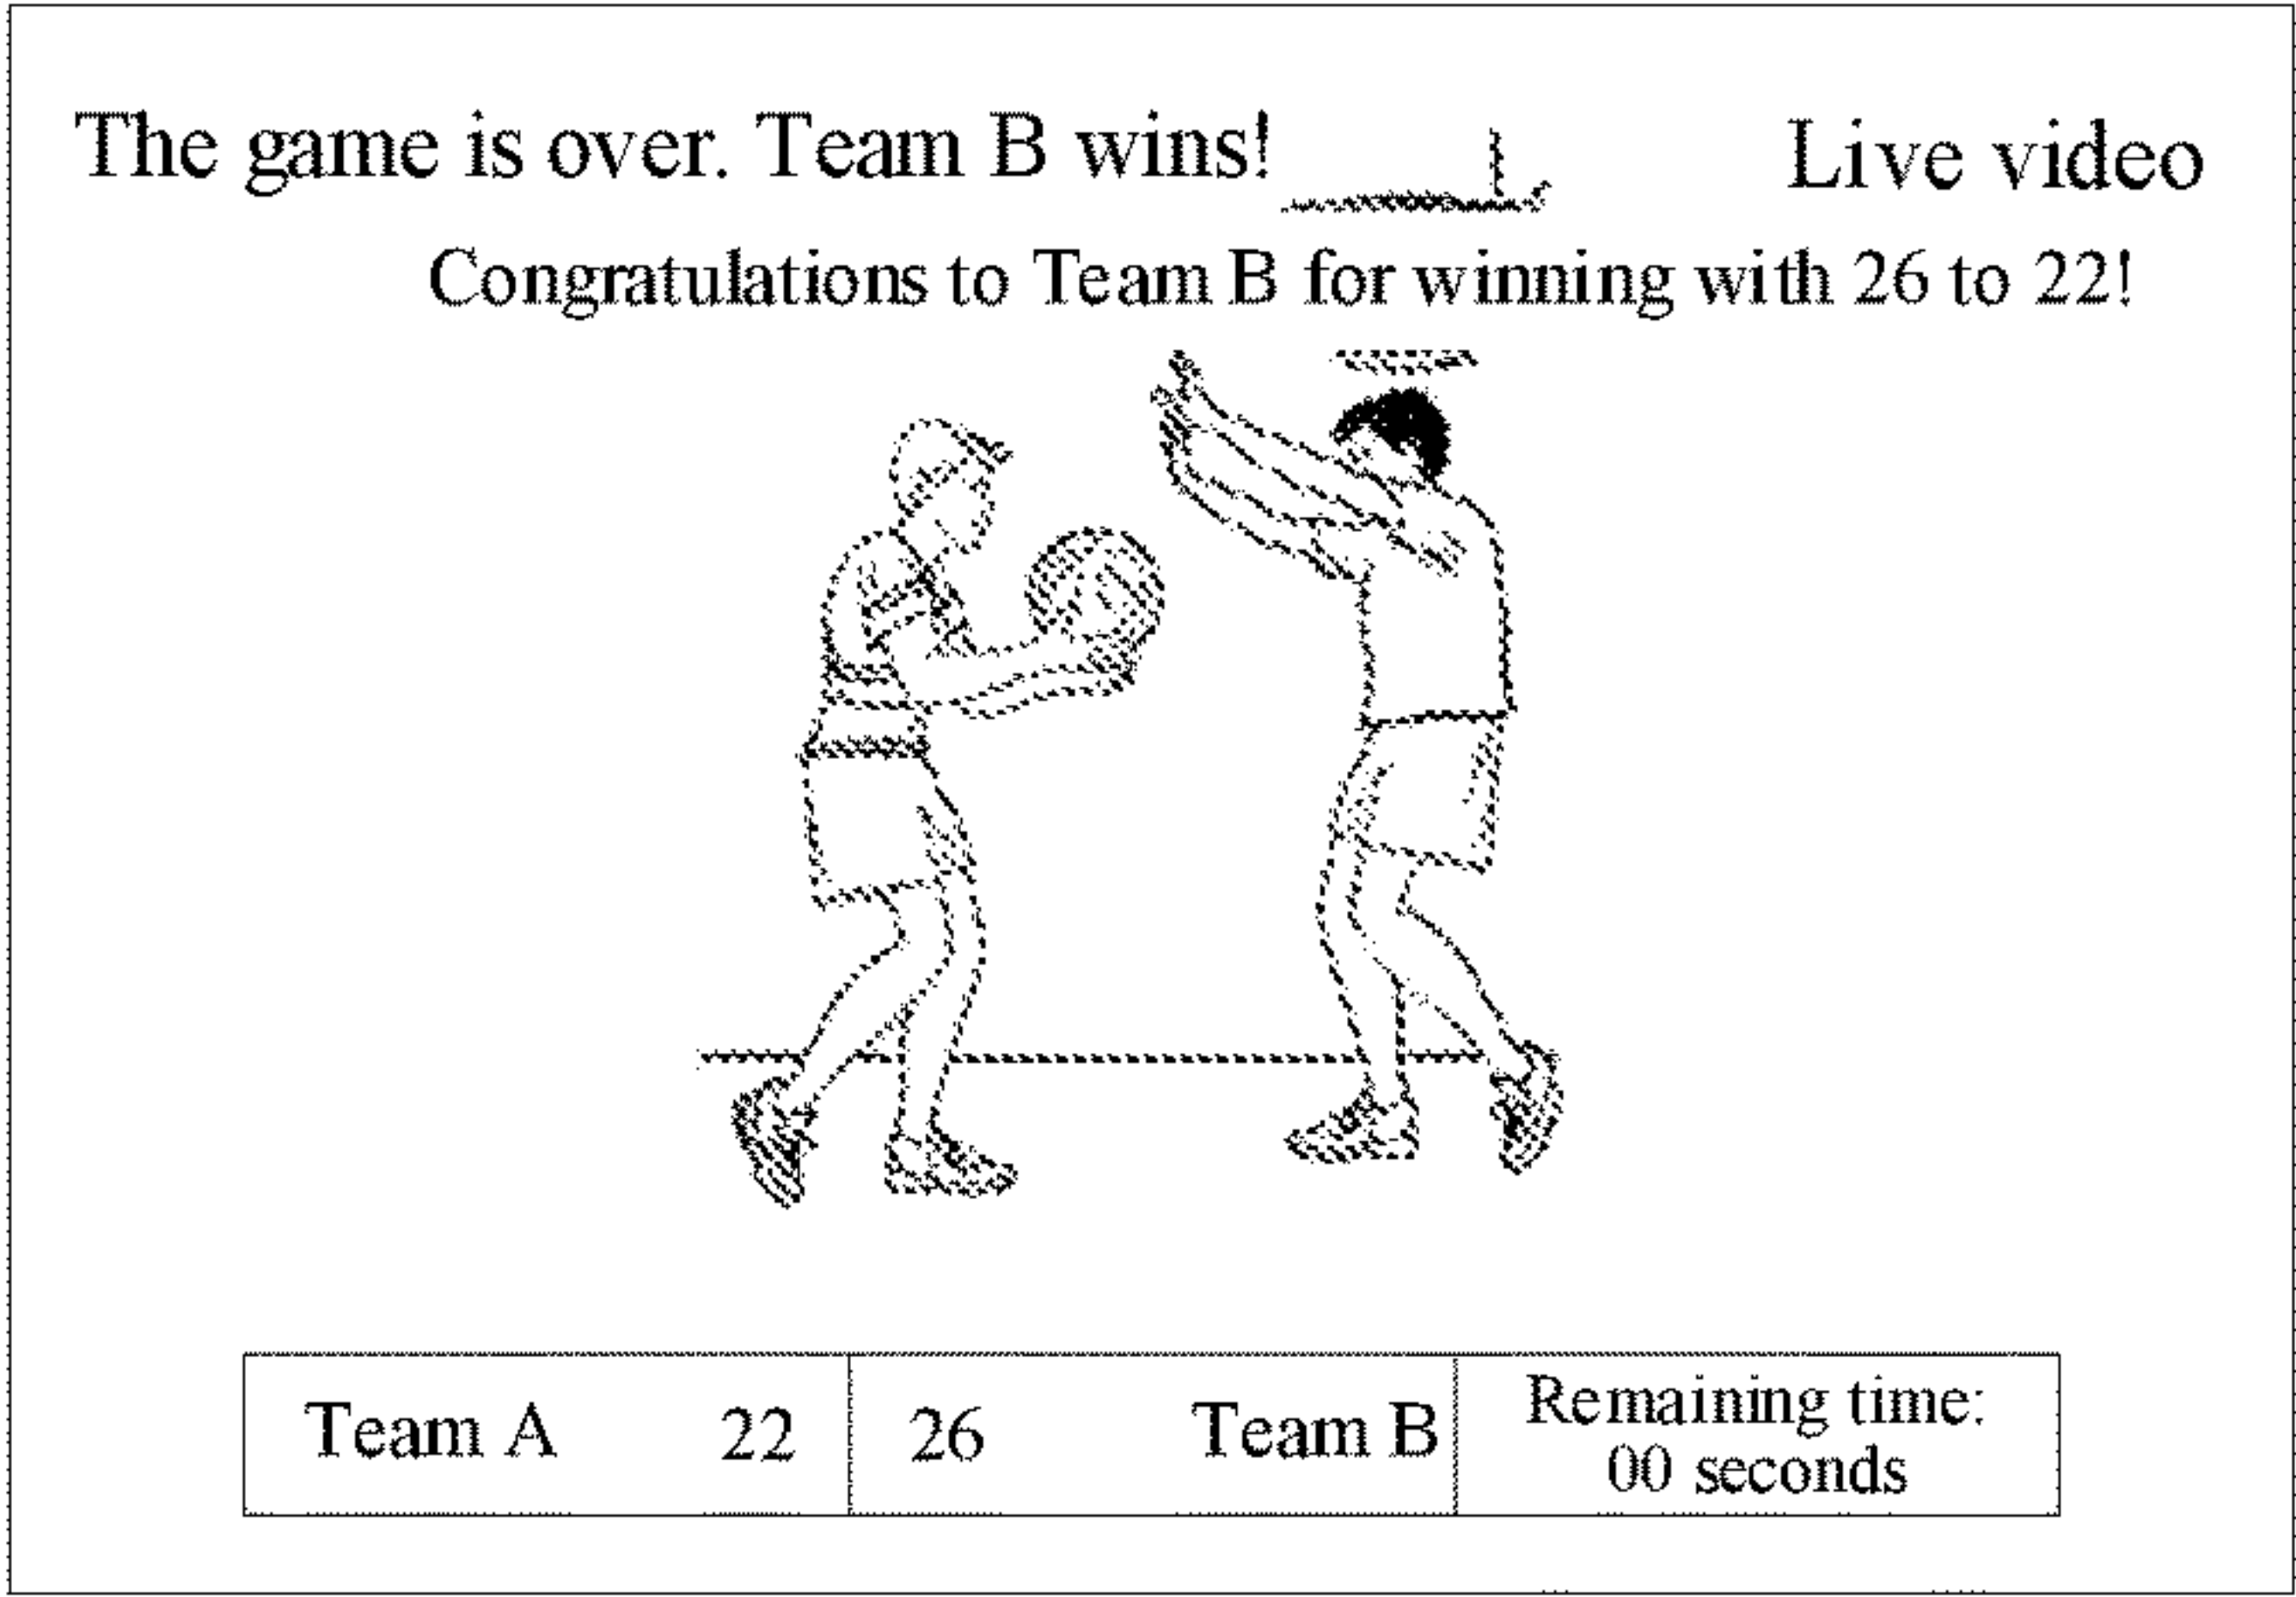 The game is over. Team B wins!
Live video
Congratulations to Team B for winning with 26 to 22!
Team A 22 26 Team B
Remaining time:
00 seconds